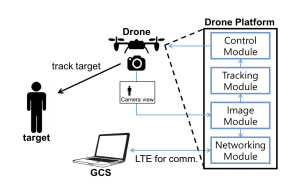 Drone Platform
Drone
Control
Module
track target
Tracking
Module
Camera view
Image
Module
target
LTE for comm.
Networking
Module
GCS